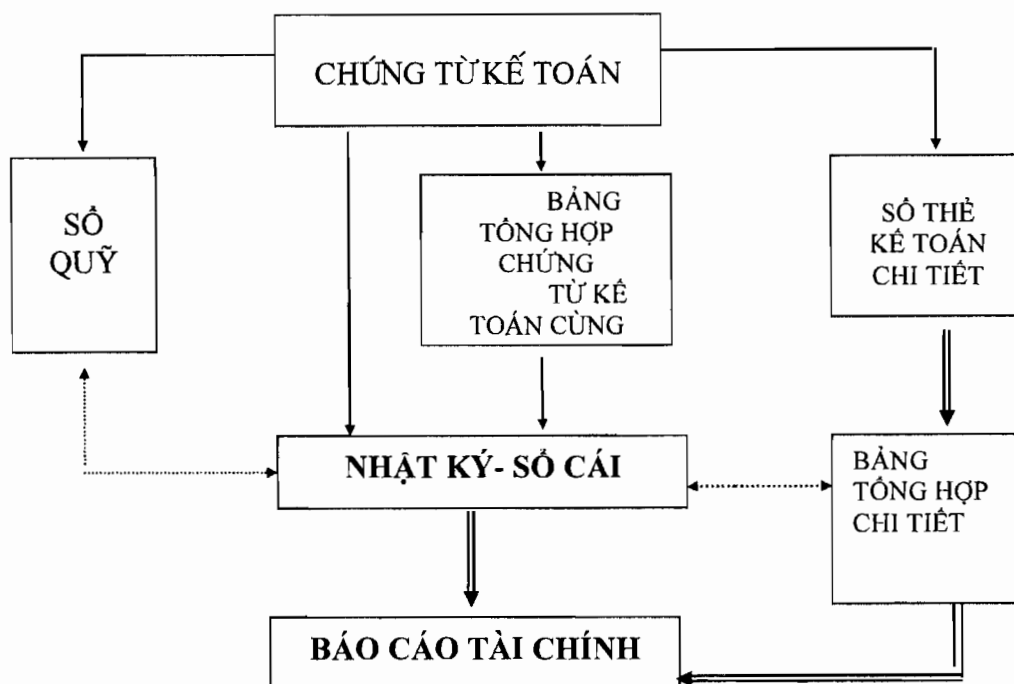 CHỨNG TỪ KẾ TOÁN
SỔ
QUỸ
BẢNG
TỔNG HỢP
CHỨNG
TỪ KẾ
TOÁN CÙNG
SỔ THẺ
KẾ TOÁN
CHI TIẾT
NHẬT KÝ- SỔ CÁI
BẢNG
TỔNG HỢP
CHI TIẾT
BÁO CÁO TÀI CHÍNH